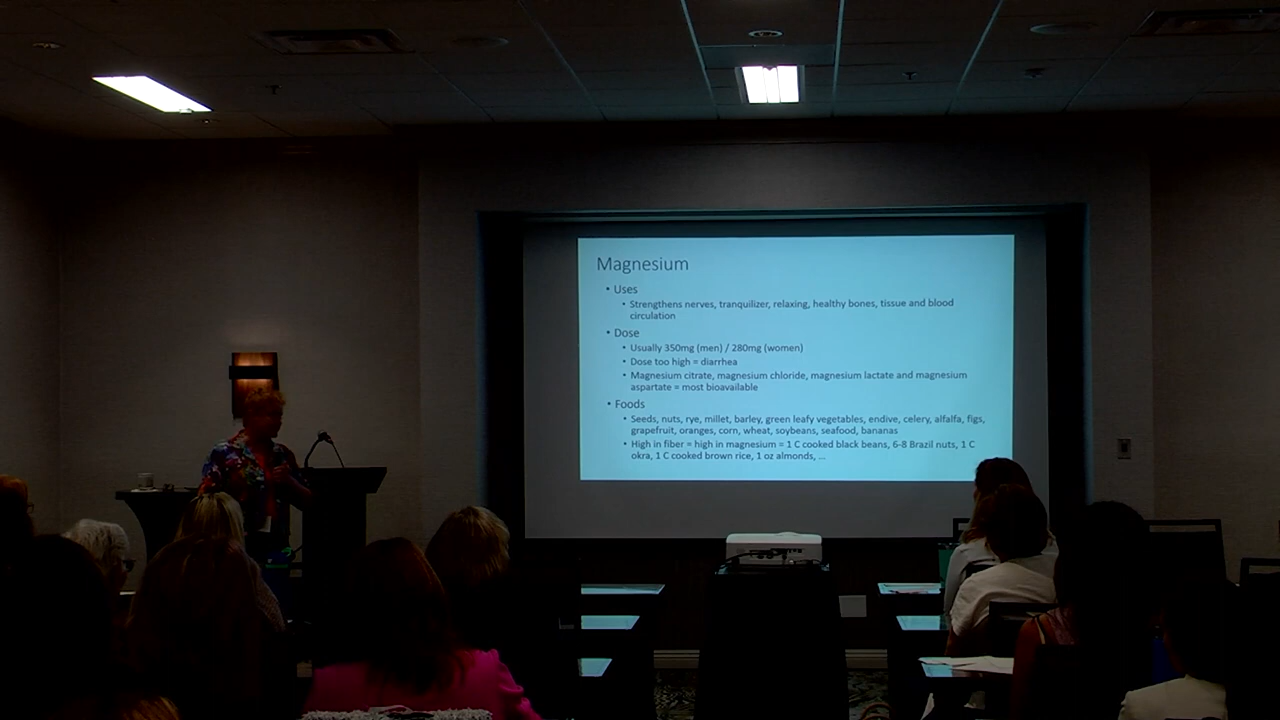 Magnesium
• Uses
• Strengthens nerves, tranquilizer, relaxing, healthy bones, tissue and blood
circulation
• Dose
• Usually 350mg (men) / 280mg (women)
• Dose too high = diarrhea
• Magnesium citrate, magnesium chloride, magnesium lactate and magnesium
aspartate = most bioavailable
• Foods
• Seeds, nuts, rye, millet, barley, green leafy vegetables, endive, celery, alfalfa, figs,
grapefruit, oranges, corn, wheat, soybeans, seafood, bananas
• High in fiber = high in magnesium = 1 C cooked black beans, 6-8 Brazil nuts, 1 C
okra, 1 C cooked brown rice, 1 oz almonds, ...